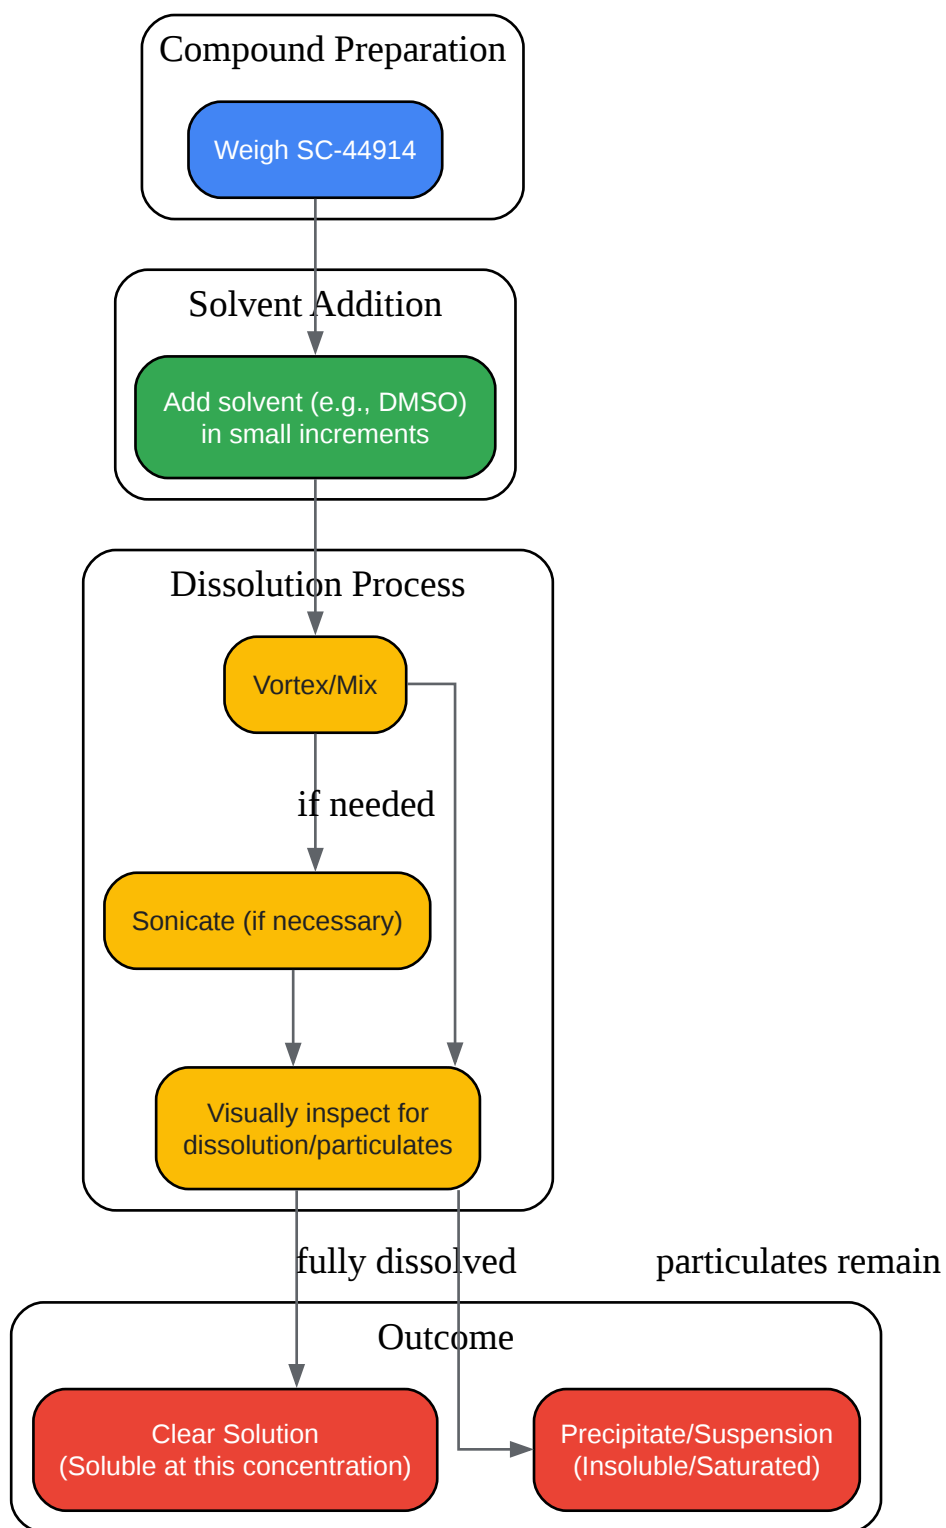 Compound Preparation
Weigh SC-44914
Solvent Addition
Add solvent (e.g., DMSO)
in small increments
Dissolution Process
Vortex/Mix
if needed
Sonicate (if necessary)
Visually inspect for
dissolution/particulates
fully dissolved
particulates remain
Outcome
Clear Solution
(Soluble at this concentration)
Precipitate/Suspension
(Insoluble/Saturated)